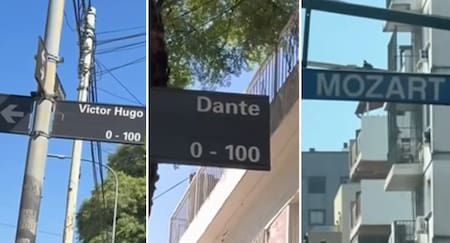 Victor Hugo
0 - 100
Dante
0 - 100
MOZART